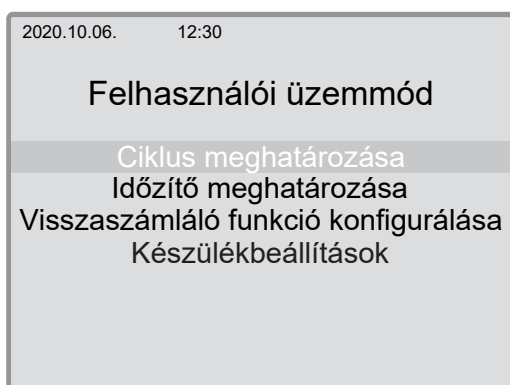 2020.10.06. 12:30
Felhasználói üzemmód
Ciklus meghatározása
Időzítő meghatározása
Visszaszámláló funkció konfigurálása
Készülékbeállítások